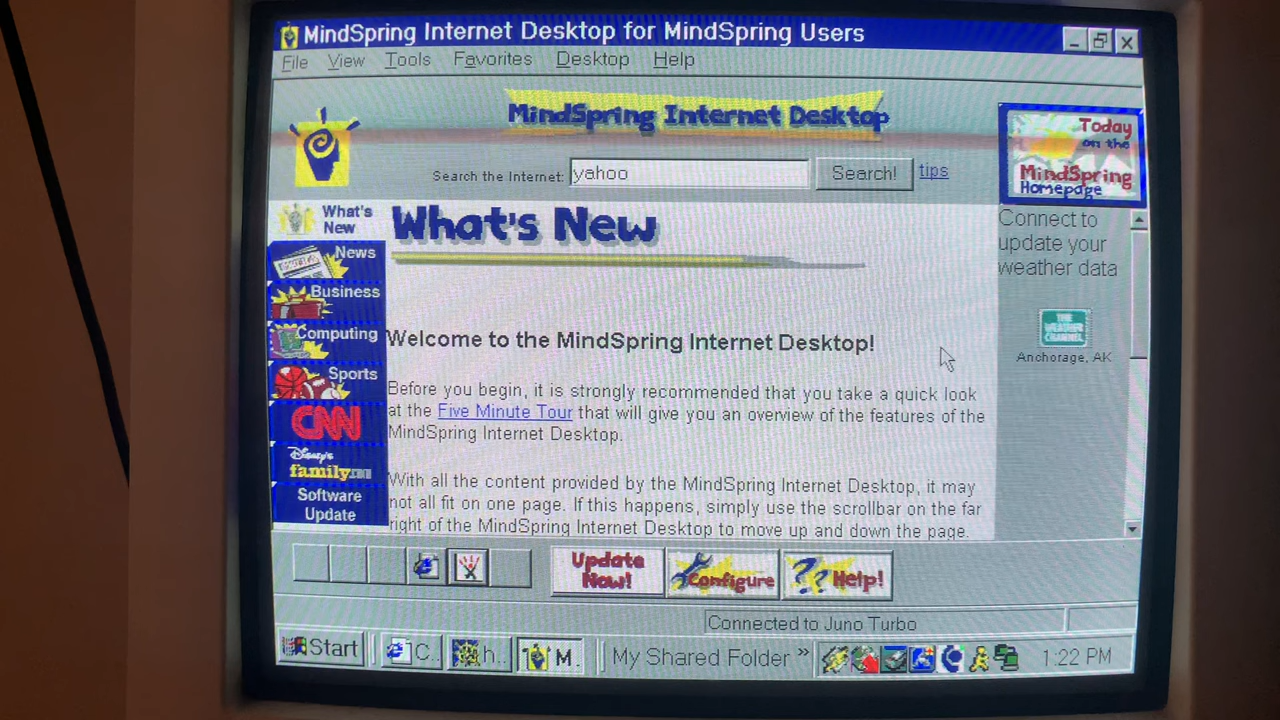 MindSpring Internet Desktop for MindSpring Users
File View Tools Favorites Desktop Help
MindSpring Internet Desktop
Search the Internet: yahoo Search! tips
Today
on the
MindSpring
Homepage
What's
New
News
Business
Computing
Sports
CNN
Disney's
family.com
Software
Update
What's New
Welcome to the MindSpring Internet Desktop!
Before you begin, it is strongly recommended that you take a quick look
at the Five Minute Tour that will give you an overview of the features of the
MindSpring Internet Desktop.
With all the content provided by the MindSpring Internet Desktop, it may
not all fit on one page. If this happens, simply use the scrollbar on the far
right of the MindSpring Internet Desktop to move up and down the page.
Connect to
update your
weather data
THE
WEATHER
CHANNEL
Anchorage, AK
Update
Now!
Configure
?? Help!
Connected to Juno Turbo
Start C... h... M... My Shared Folder » 1:22 PM